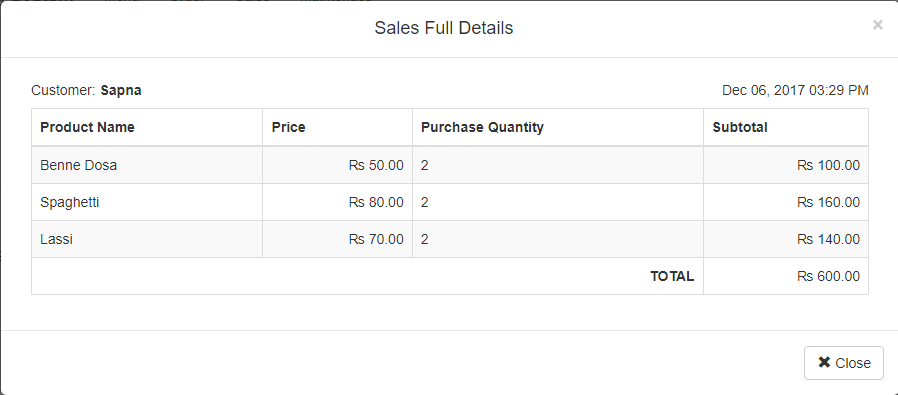 Sales Full Details ×
Customer: Sapna Dec 06, 2017 03:29 PM
Product Name Price Purchase Quantity Subtotal
Benne Dosa Rs 50.00 2 Rs 100.00
Spaghetti Rs 80.00 2 Rs 160.00
Lassi Rs 70.00 2 Rs 140.00
TOTAL Rs 600.00
✖ Close